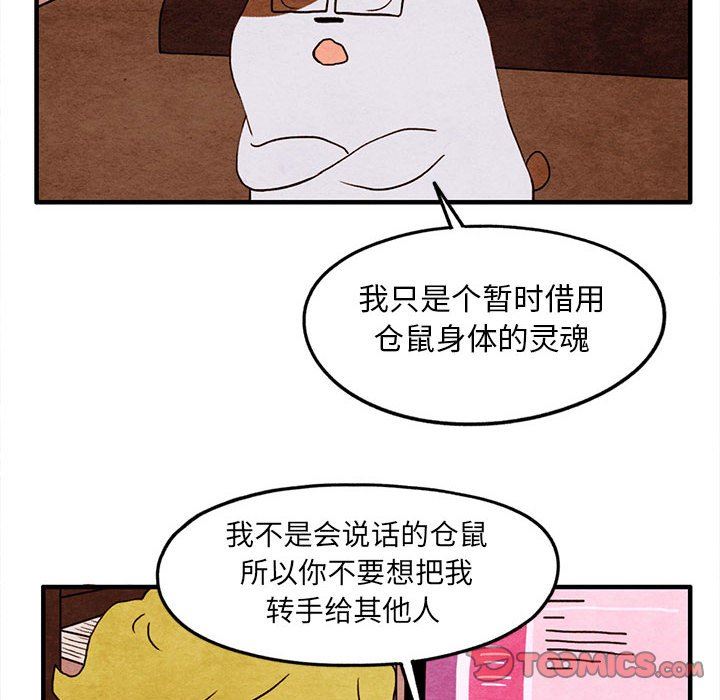 我只是个暂时借用
仓鼠身体的灵魂
我不是会说话的仓鼠
所以你不要想把我
转手给其他人
TCOMICS.COM